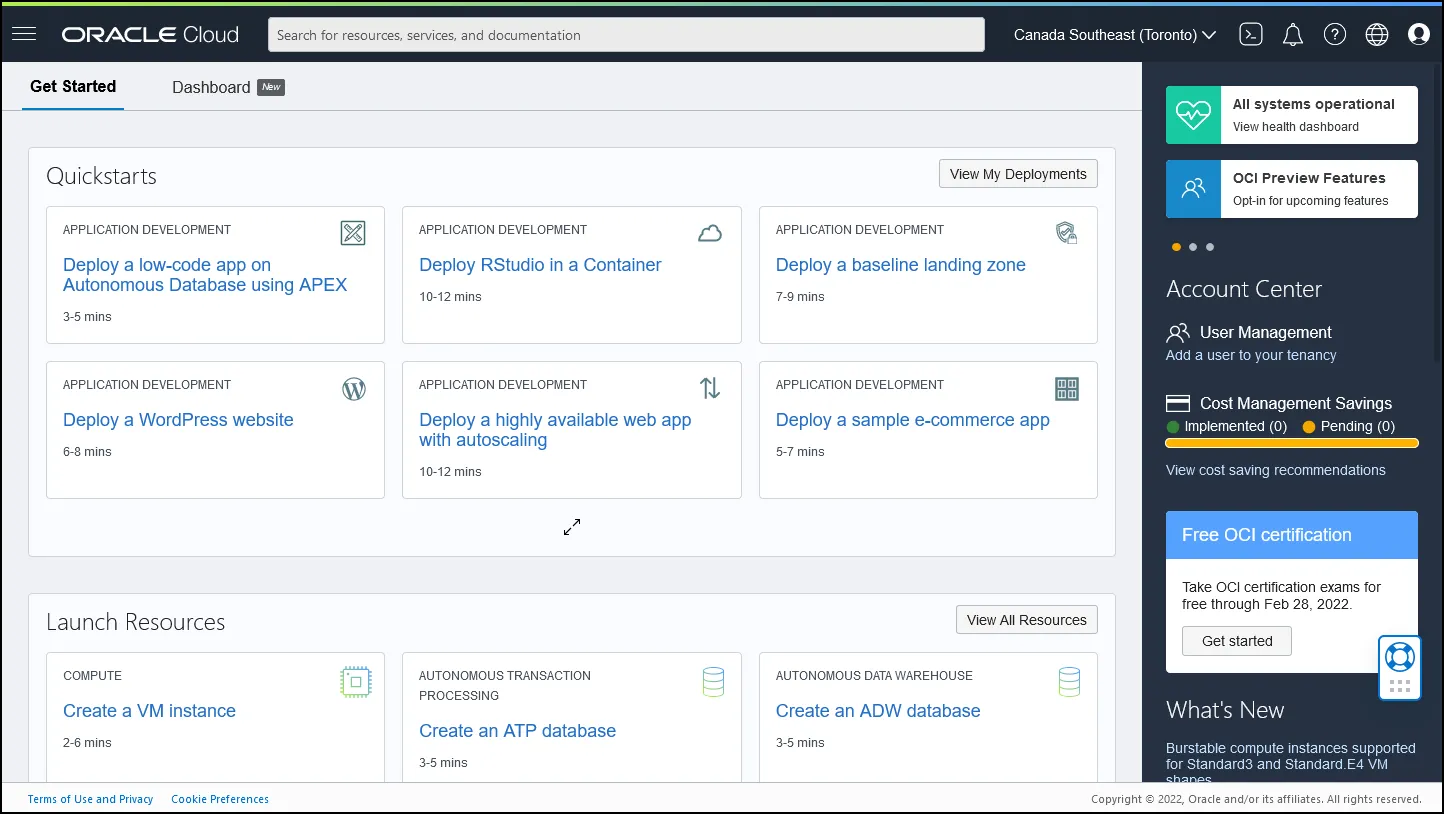 ORACLE Cloud
Search for resources, services, and documentation
Canada Southeast (Toronto)
Get Started
Dashboard New
Quickstarts
View My Deployments
APPLICATION DEVELOPMENT
Deploy a low-code app on
Autonomous Database using APEX
3-5 mins
APPLICATION DEVELOPMENT
Deploy RStudio in a Container
10-12 mins
APPLICATION DEVELOPMENT
Deploy a baseline landing zone
7-9 mins
APPLICATION DEVELOPMENT
Deploy a WordPress website
6-8 mins
APPLICATION DEVELOPMENT
Deploy a highly available web app
with autoscaling
10-12 mins
APPLICATION DEVELOPMENT
Deploy a sample e-commerce app
5-7 mins
Launch Resources
View All Resources
COMPUTE
Create a VM instance
2-6 mins
AUTONOMOUS TRANSACTION
PROCESSING
Create an ATP database
3-5 mins
AUTONOMOUS DATA WAREHOUSE
Create an ADW database
3-5 mins
All systems operational
View health dashboard
OCI Preview Features
Opt-in for upcoming features
Account Center
User Management
Add a user to your tenancy
Cost Management Savings
Implemented (0) Pending (0)
View cost saving recommendations
Free OCI certification
Take OCI certification exams for
free through Feb 28, 2022.
Get started
What's New
Burstable compute instances supported
for Standard3 and Standard.E4 VM
shapes
Terms of Use and Privacy
Cookie Preferences
Copyright © 2022, Oracle and/or its affiliates. All rights reserved.